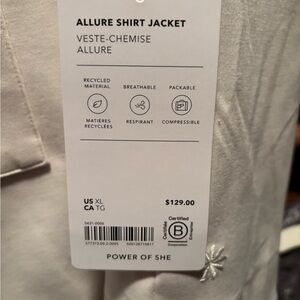 ALLURE SHIRT JACKET
VESTE-CHEMISE
ALLURE
RECYCLED
MATERIAL
BREATHABLE
PACKABLE
MATIÈRES
RECYCLÉES
RESPIRANT
COMPRESSIBLE
US XL
CA TG
$129.00
Certified
B
Corporation
POWER OF SHE